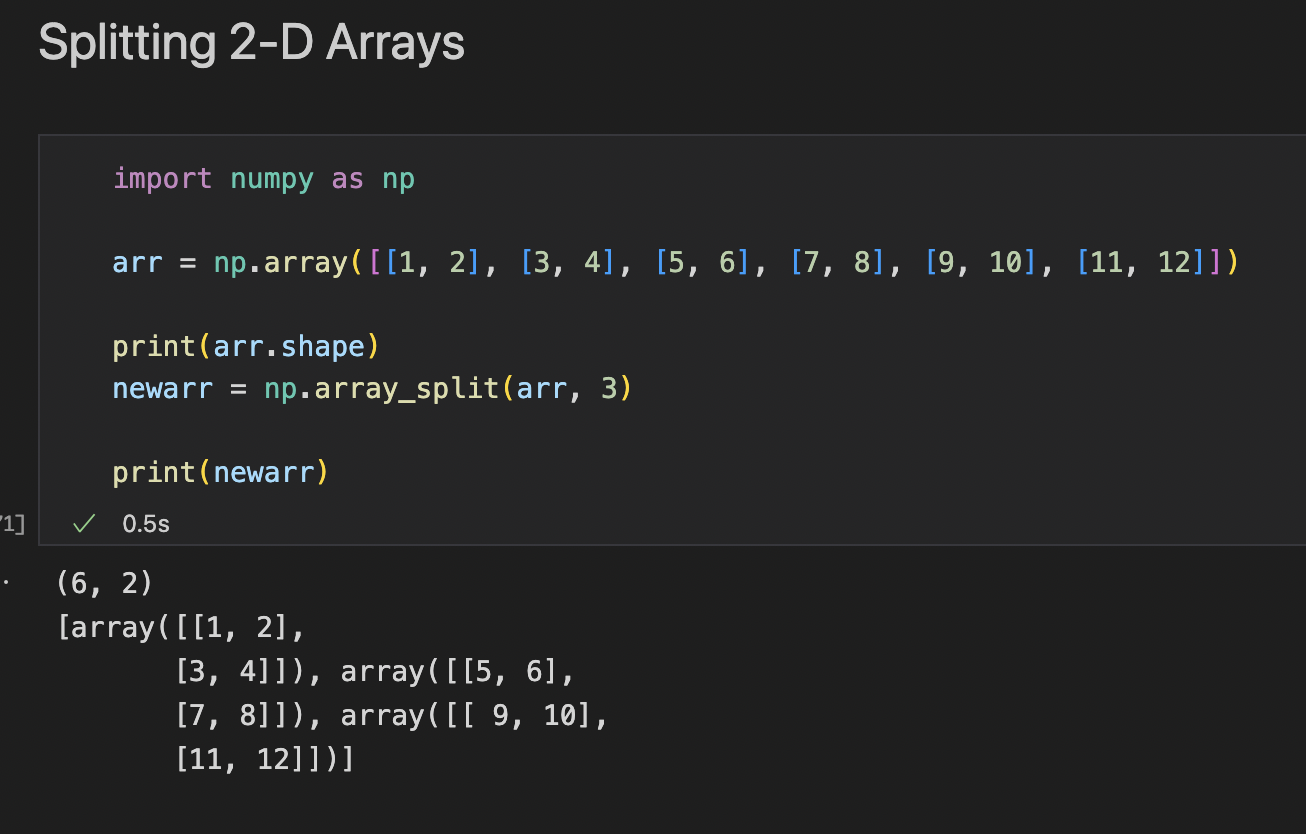 Splitting 2-D Arrays
import numpy as np
arr = np.array([[1, 2], [3, 4], [5, 6], [7, 8], [9, 10], [11, 12]])
print(arr.shape)
newarr = np.array_split(arr, 3)
print(newarr)
1] ✓ 0.5s
(6, 2)
[array([[1, 2],
[3, 4]]), array([[5, 6],
[7, 8]]), array([[ 9, 10],
[11, 12]])]